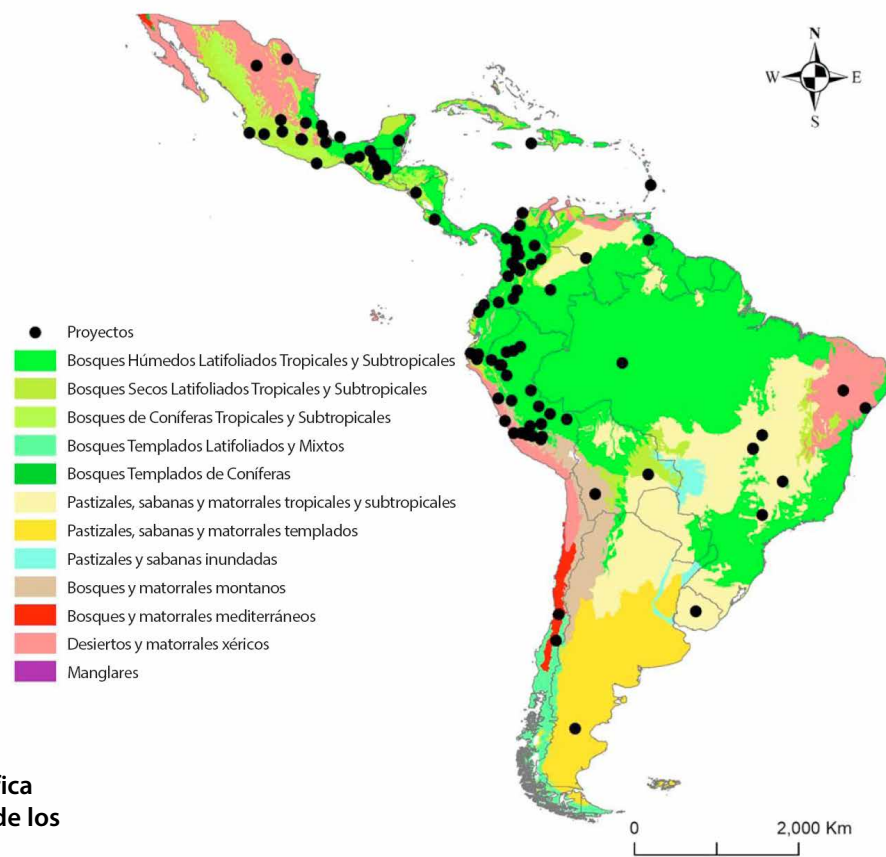 N
W E
S
Proyectos
Bosques Húmedos Latifoliados Tropicales y Subtropicales
Bosques Secos Latifoliados Tropicales y Subtropicales
Bosques de Coníferas Tropicales y Subtropicales
Bosques Templados Latifoliados y Mixtos
Bosques Templados de Coníferas
Pastizales, sabanas y matorrales tropicales y subtropicales
Pastizales, sabanas y matorrales templados
Pastizales y sabanas inundadas
Bosques y matorrales montanos
Bosques y matorrales mediterráneos
Desiertos y matorrales xéricos
Manglares
fica
de los
0 2,000 Km